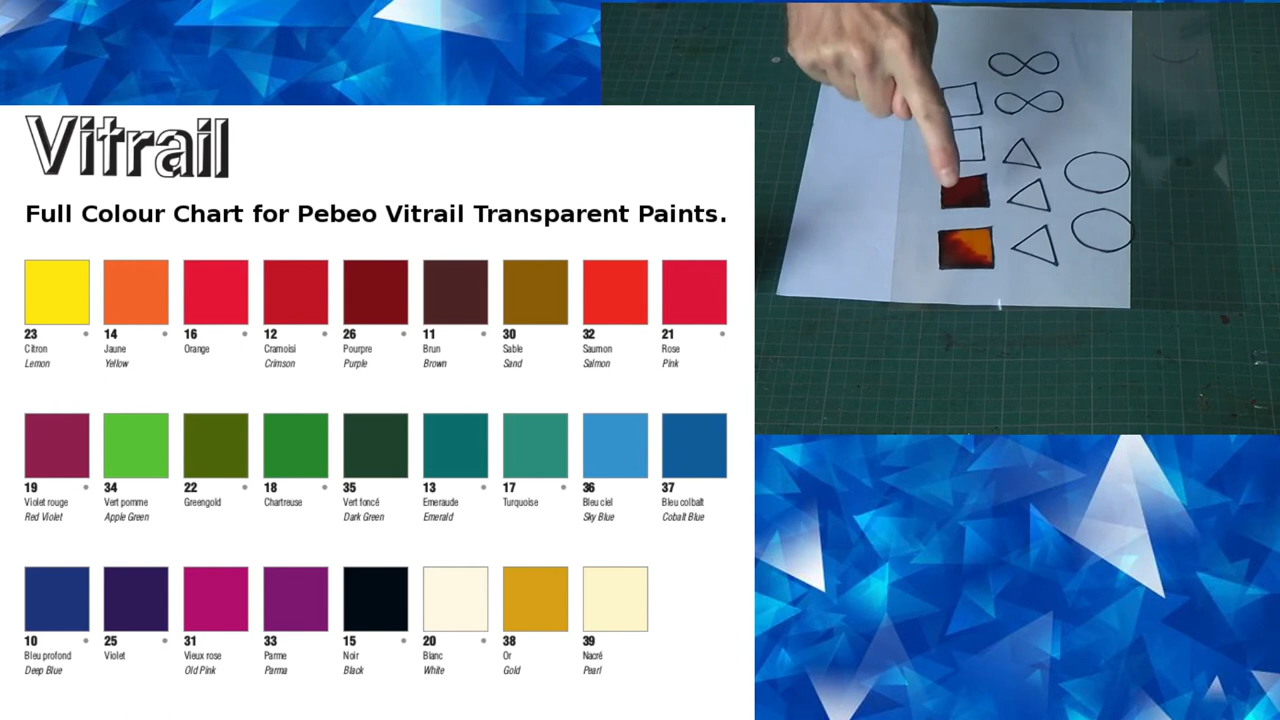 Vitrail
Full Colour Chart for Pebeo Vitrail Transparent Paints.
23 14 16 12 26 11 30 32 21
Citron Jaune Orange Cramoisi Pourpre Brun Sable Saumon Rose
Lemon Yellow Crimson Purple Brown Sand Salmon Pink
19 34 22 18 35 13 17 36 37
Violet rouge Vert pomme Greengold Chartreuse Vert foncé Emeraude Turquoise Bleu ciel Bleu colbalt
Red Violet Apple Green Dark Green Emerald Sky Blue Cobalt Blue
10 25 31 33 15 20 38 39
Bleu profond Violet Vieux rose Parme Noir Blanc Or Nacré
Deep Blue Old Pink Parma Black White Gold Pearl